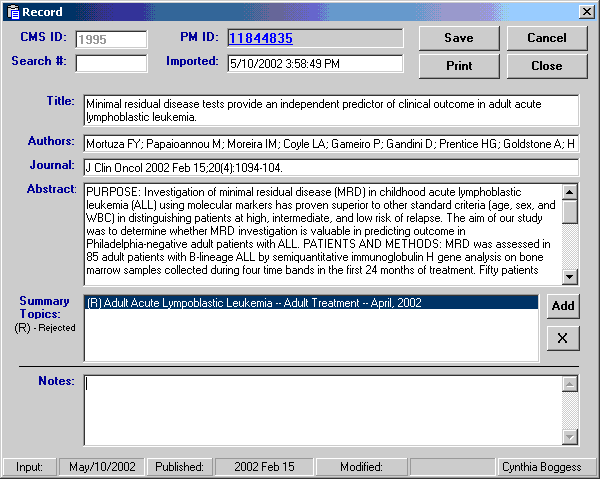 Record
CMS ID: 1995 PM ID: 11844835 Save Cancel
Search #: Imported: 5/10/2002 3:58:49 PM Print Close
Title: Minimal residual disease tests provide an independent predictor of clinical outcome in adult acute
lymphoblastic leukemia.
Authors: Mortuza FY; Papaioannou M; Moreira IM; Coyle LA; Gameiro P; Gandini D; Prentice HG; Goldstone A; H
Journal: J Clin Oncol 2002 Feb 15;20(4):1094-104.
Abstract: PURPOSE: Investigation of minimal residual disease (MRD) in childhood acute lymphoblastic
leukemia (ALL) using molecular markers has proven superior to other standard criteria (age, sex, and
WBC) in distinguishing patients at high, intermediate, and low risk of relapse. The aim of our study
was to determine whether MRD investigation is valuable in predicting outcome in
Philadelphia-negative adult patients with ALL. PATIENTS AND METHODS: MRD was assessed in
85 adult patients with B-lineage ALL by semiquantitative immunoglobulin H gene analysis on bone
marrow samples collected during four time bands in the first 24 months of treatment. Fifty patients
Summary (R) Adult Acute Lympoblastic Leukemia -- Adult Treatment -- April, 2002 Add
Topics:
(R) - Rejected X
Notes:
Input: May/10/2002 Published: 2002 Feb 15 Modified: Cynthia Boggess